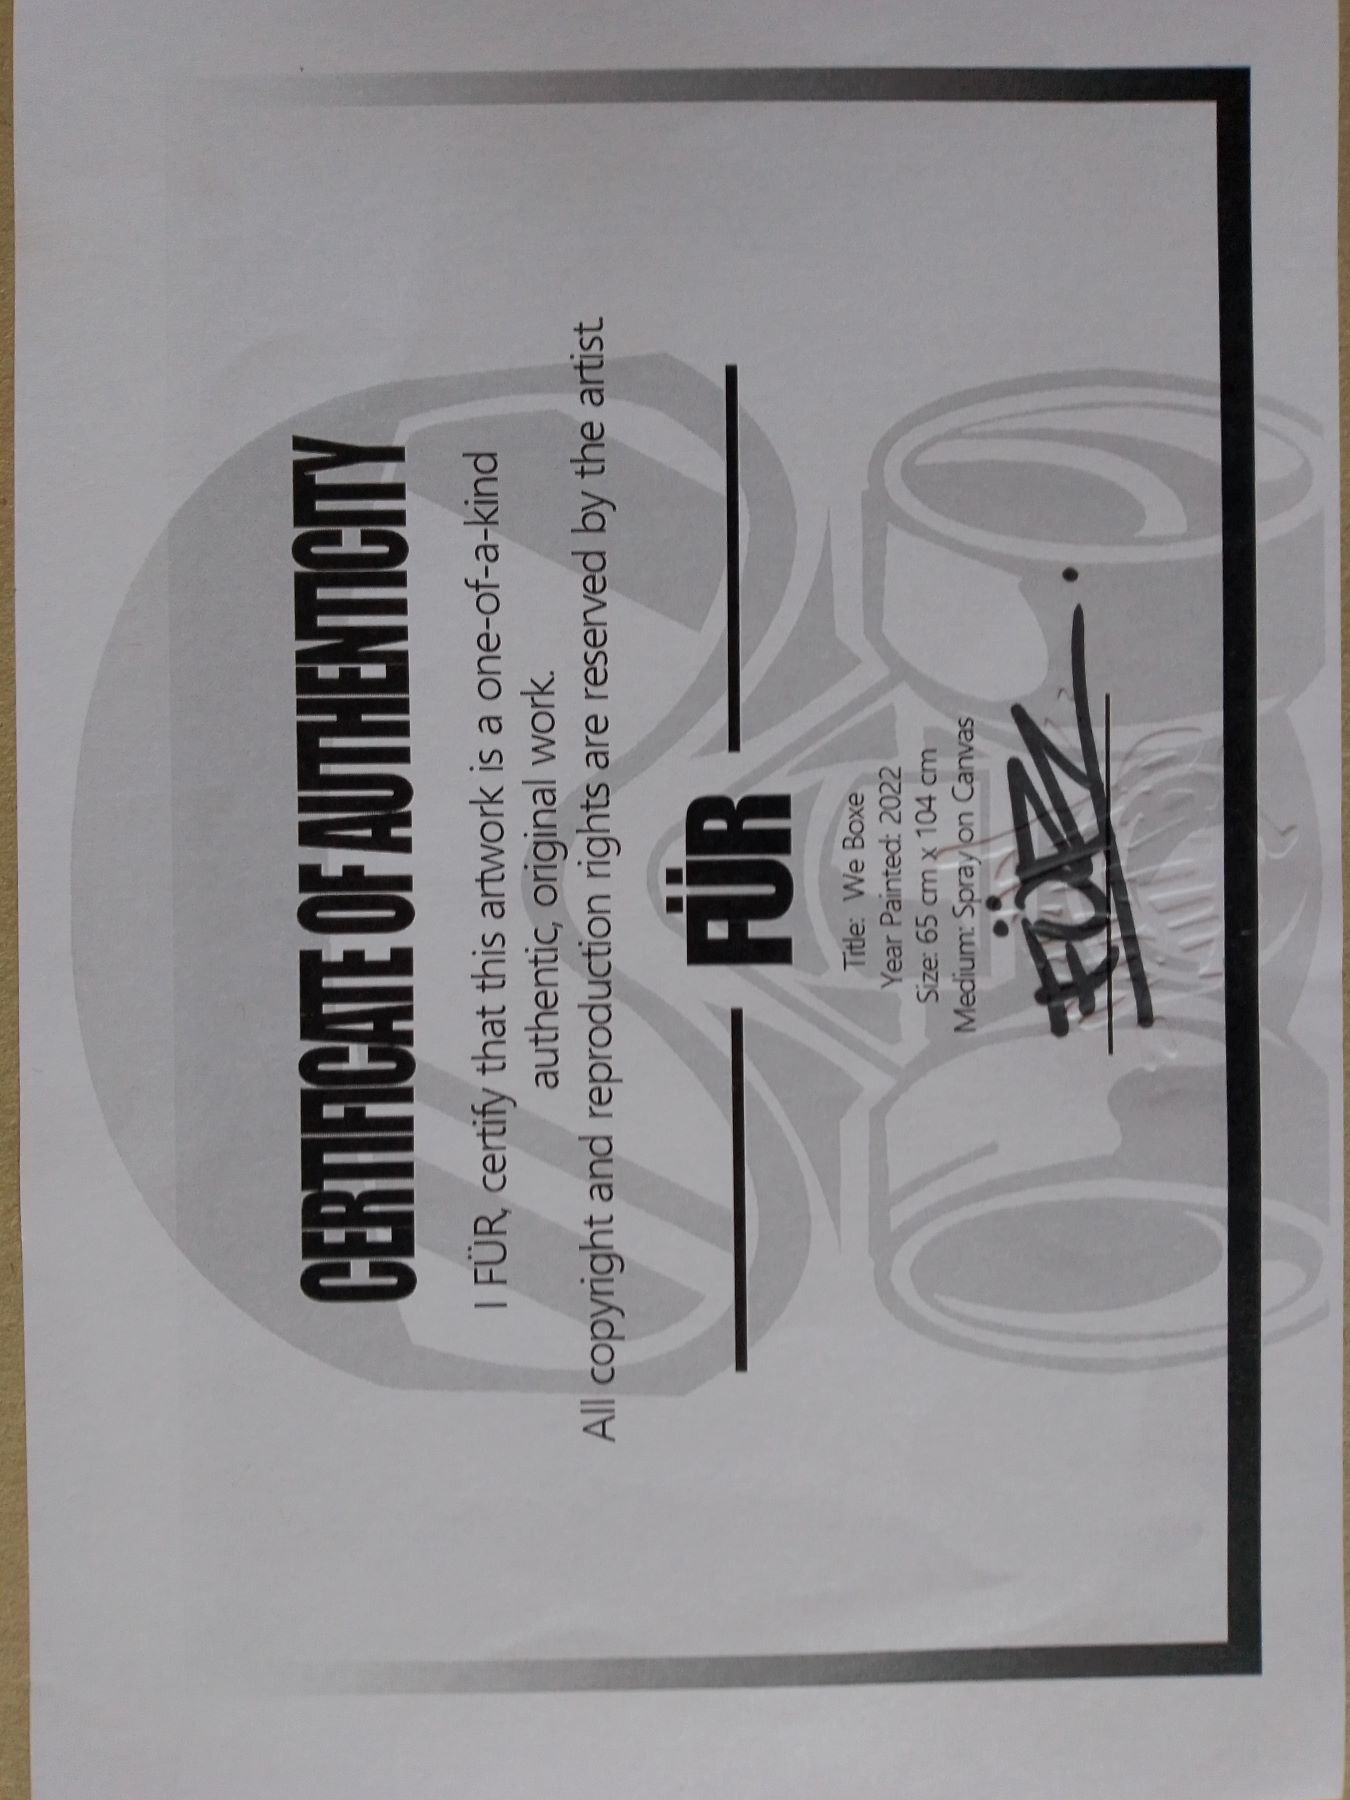 CERTIFICATE OF AUTHENTICITY
I FÜR, certify that this artwork is a one-of-a-kind
authentic, original work.
All copyright and reproduction rights are reserved by the artist.
FÜR
Title: We Boxe
Year Painted: 2022
Size: 65 cm x 104 cm
Medium: Spray on Canvas
FÜR.